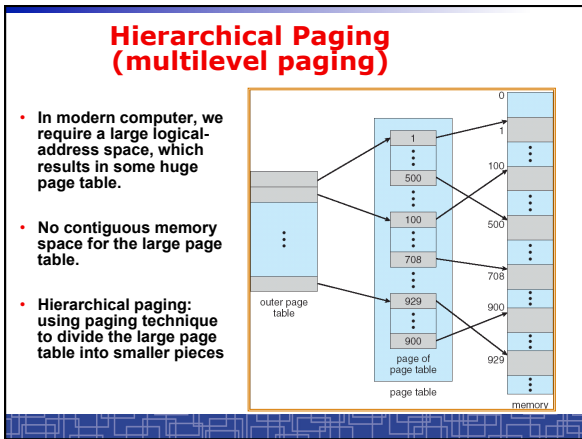 Hierarchical Paging
(multilevel paging)
• In modern computer, we
require a large logical-
address space, which
results in some huge
page table.
• No contiguous memory
space for the large page
table.
• Hierarchical paging:
using paging technique
to divide the large page
table into smaller pieces
outer page
table
1
500
100
708
929
900
page of
page table
page table
0
1
100
500
708
900
929
memory